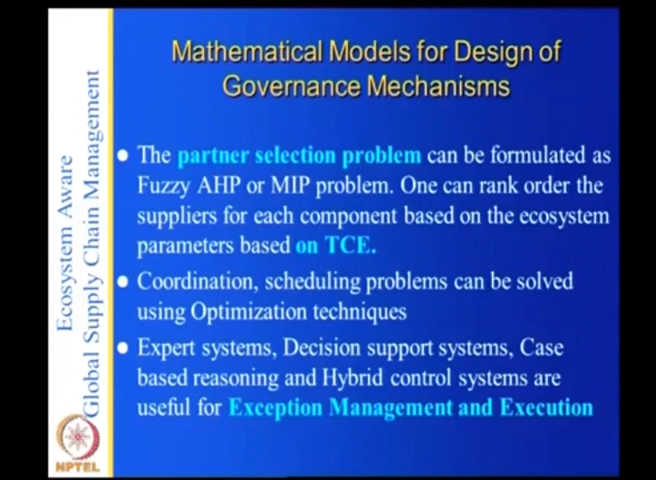 Mathematical Models for Design of
Governance Mechanisms
The partner selection problem can be formulated as
Fuzzy AHP or MIP problem. One can rank order the
suppliers for each component based on the ecosystem
parameters based on TCE.
Coordination, scheduling problems can be solved
using Optimization techniques
Expert systems, Decision support systems, Case
based reasoning and Hybrid control systems are
useful for Exception Management and Execution
Ecosystem Aware
Global Supply Chain Management
NPTEL